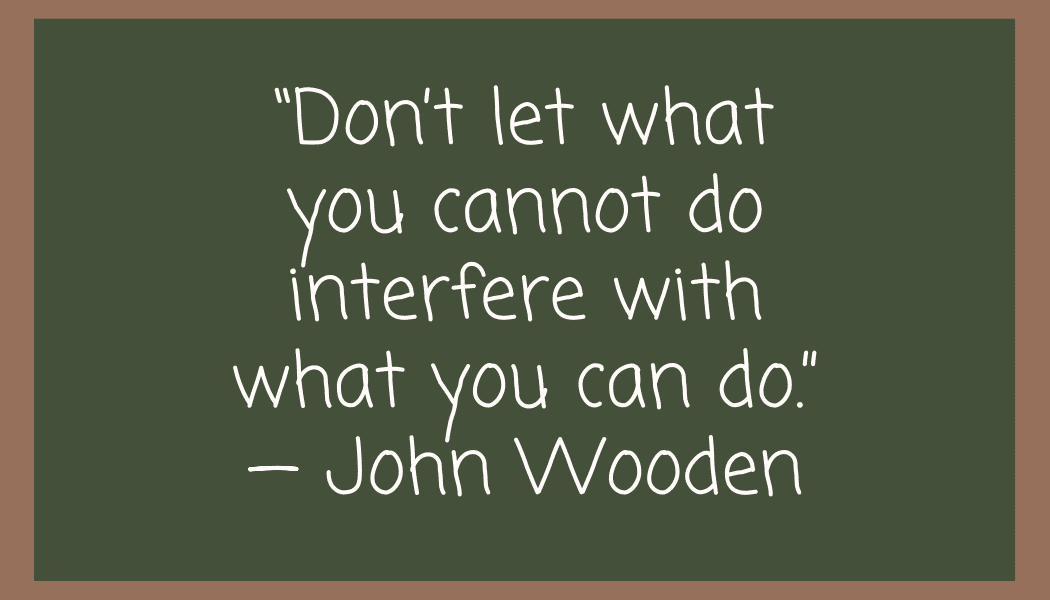 "Don't let what
you cannot do
interfere with
what you can do."
— John Wooden